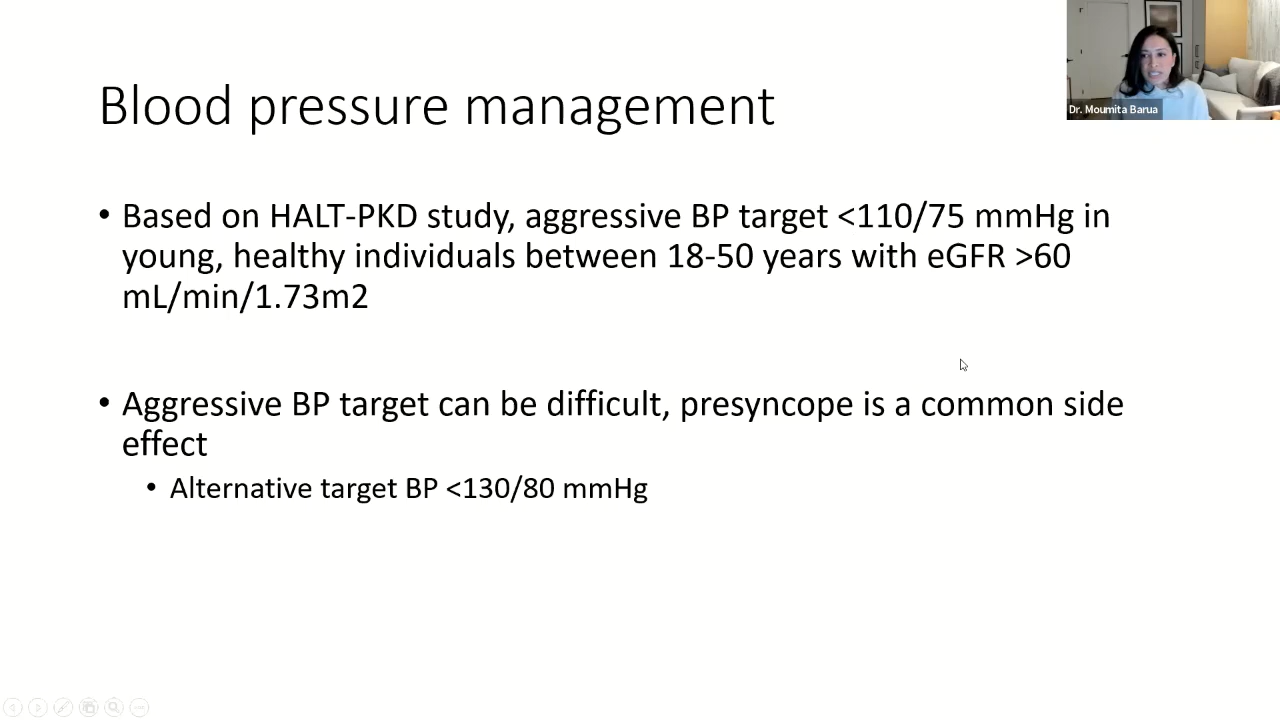 Blood pressure management
Dr. Moumita Barua
• Based on HALT-PKD study, aggressive BP target <110/75 mmHg in
young, healthy individuals between 18-50 years with eGFR >60
mL/min/1.73m2
• Aggressive BP target can be difficult, presyncope is a common side
effect
• Alternative target BP <130/80 mmHg